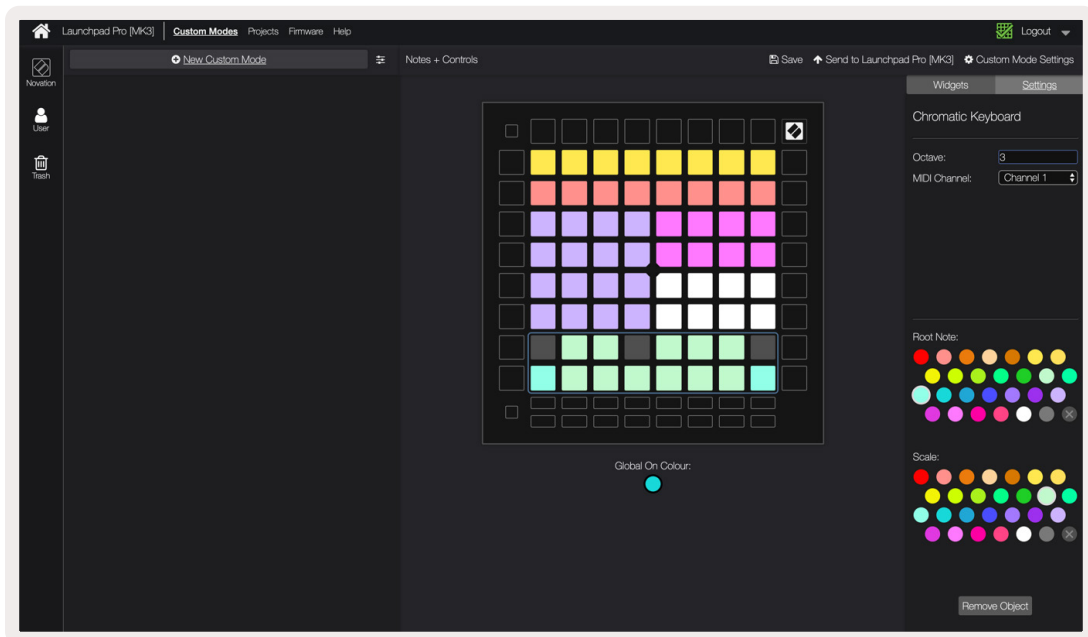 Launchpad Pro [MK3] Custom Modes Projects Firmware Help Logout
New Custom Mode Notes + Controls Save Send to Launchpad Pro [MK3] Custom Mode Settings
Novation
User
Trash
Widgets Settings
Chromatic Keyboard
Octave: 3
MIDI Channel: Channel 1
Root Note:
Global On Colour:
Scale:
Remove Object